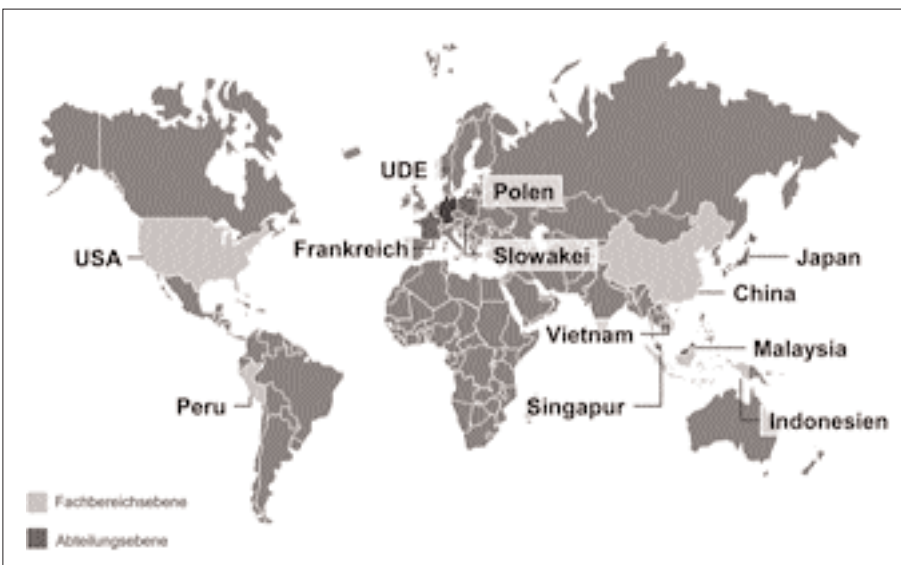 UDE
Polen
Frankreich
Slowakei
USA
Japan
China
Vietnam
Malaysia
Peru
Singapur
Indonesien
Fachbereichsebene
Abteilungsebene